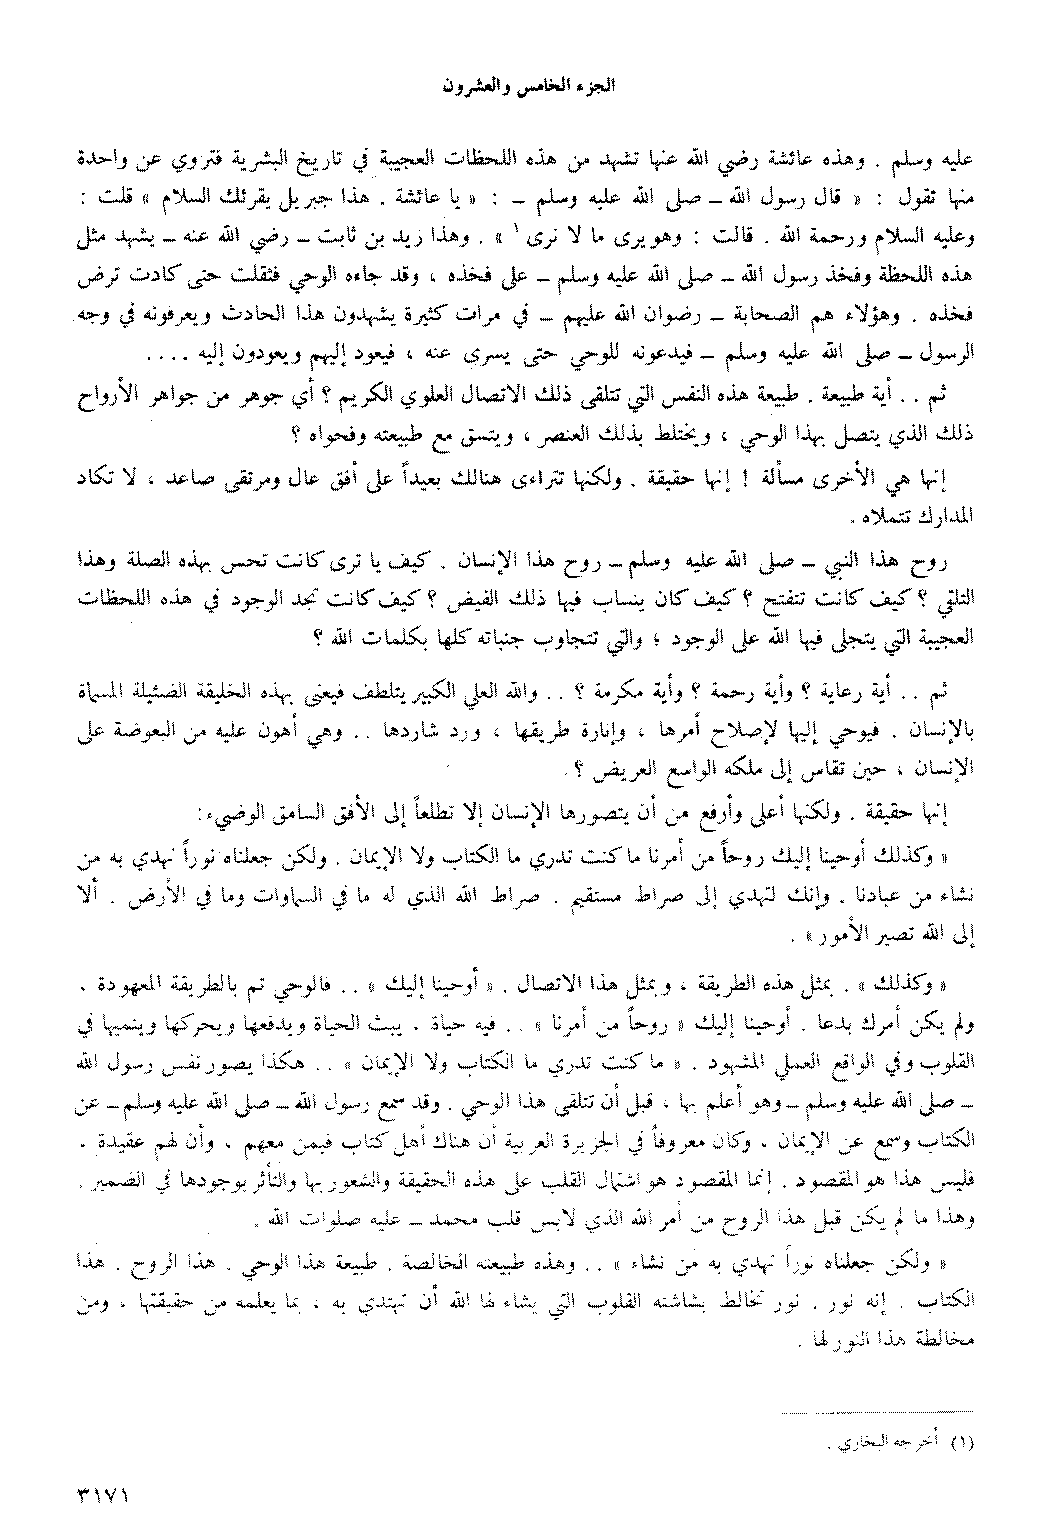 الجزء الخامس والعشرون
عليه وسلم . وهذه عائشة رضي الله عنها تشهد من هذه اللحظات العجيبة في تاريخ البشرية فتروي عن واحدة
منها تقول : « قال رسول الله – صلى الله عليه وسلم – : « يا عائشة . هذا جبريل يقرئك السلام » قلت :
وعليه السلام ورحمة الله . قالت : وهو يرى ما لا نرى ١ » . وهذا زيد بن ثابت – رضي الله عنه – يشهد مثل
هذه اللحظة وفخذ رسول الله – صلى الله عليه وسلم – على فخذه ، وقد جاءه الوحي فثقلت حتى كادت ترض
فخذه . وهؤلاء هم الصحابة – رضوان الله عليهم – في مرات كثيرة يشهدون هذا الحادث ويعرفونه في وجه
الرسول – صلى الله عليه وسلم – فيدعونه للوحي حتى يسرى عنه ، فيعود إليهم ويعودون إليه ....
ثم .. أية طبيعة . طبيعة هذه النفس التي تتلقى ذلك الاتصال العلوي الكريم ؟ أي جوهر من جواهر الأرواح
ذلك الذي يتصل بهذا الوحي ، ويختلط بذلك العنصر ، ويتسق مع طبيعته وفحواه ؟
إنها هي الأخرى مسألة ! إنها حقيقة . ولكنها تتراءى هنالك بعيداً على أفق عال ومرتقى صاعد ، لا تكاد
المدارك تتملاه .
روح هذا النبي – صلى الله عليه وسلم – روح هذا الإنسان . كيف يا ترى كانت تحس بهذه الصلة وهذا
التلقي ؟ كيف كانت تتفتح ؟ كيف كان ينساب فيها ذلك الفيض ؟ كيف كانت تجد الوجود في هذه اللحظات
العجيبة التي يتجلى فيها الله على الوجود ؛ والتي تتجاوب جنباته كلها بكلمات الله ؟
ثم .. أية رعاية ؟ وأية رحمة ؟ وأية مكرمة ؟ .. والله العلي الكبير يتلطف فيعنى بهذه الخليقة الضئيلة المسماة
بالإنسان . فيوحي إليها لإصلاح أمرها ، وإنارة طريقها ، ورد شاردها .. وهي أهون عليه من البعوضة على
الإنسان ، حين تقاس إلى ملكه الواسع العريض ؟.
إنها حقيقة . ولكنها أعلى وأرفع من أن يتصورها الإنسان إلا تطلعاً إلى الأفق السامق الوضيء :
« وكذلك أوحينا إليك روحاً من أمرنا ما كنت تدري ما الكتاب ولا الإيمان . ولكن جعلناه نوراً نهدي به من
نشاء من عبادنا . وإنك لتهدي إلى صراط مستقيم . صراط الله الذي له ما في السماوات وما في الأرض . ألا
إلى الله تصير الأمور » .
« وكذلك » . بمثل هذه الطريقة ، وبمثل هذا الاتصال . « أوحينا إليك » .. فالوحي تم بالطريقة المعهودة .
ولم يكن أمرك بدعا . أوحينا إليك « روحاً من أمرنا » .. فيه حياة . يبث الحياة ويدفعها ويحركها وينميها في
القلوب وفي الواقع العملي المشهود . « ما كنت تدري ما الكتاب ولا الإيمان » .. هكذا يصور نفس رسول الله
– صلى الله عليه وسلم – وهو أعلم بها ، قبل أن تتلقى هذا الوحي . وقد سمع رسول الله – صلى الله عليه وسلم – عن
الكتاب وسمع عن الإيمان ، وكان معروفاً في الجزيرة العربية أن هناك أهل كتاب فيمن معهم ، وأن لهم عقيدة .
فليس هذا هو المقصود . إنما المقصود هو اشتمال القلب على هذه الحقيقة والشعور بها والتأثر بوجودها في الضمير .
وهذا ما لم يكن قبل هذا الروح من أمر الله الذي لابس قلب محمد – عليه صلوات الله .
« ولكن جعلناه نوراً نهدي به من نشاء » .. وهذه طبيعته الخالصة . طبيعة هذا الوحي . هذا الروح . هذا
الكتاب . إنه نور . نور تخالط بشاشته القلوب التي يشاء لها الله أن تهتدي به ، بما يعلمه من حقيقتها ، ومن
مخالطة هذا النور لها .
(١) أخرجه البخاري .
٣١٧١